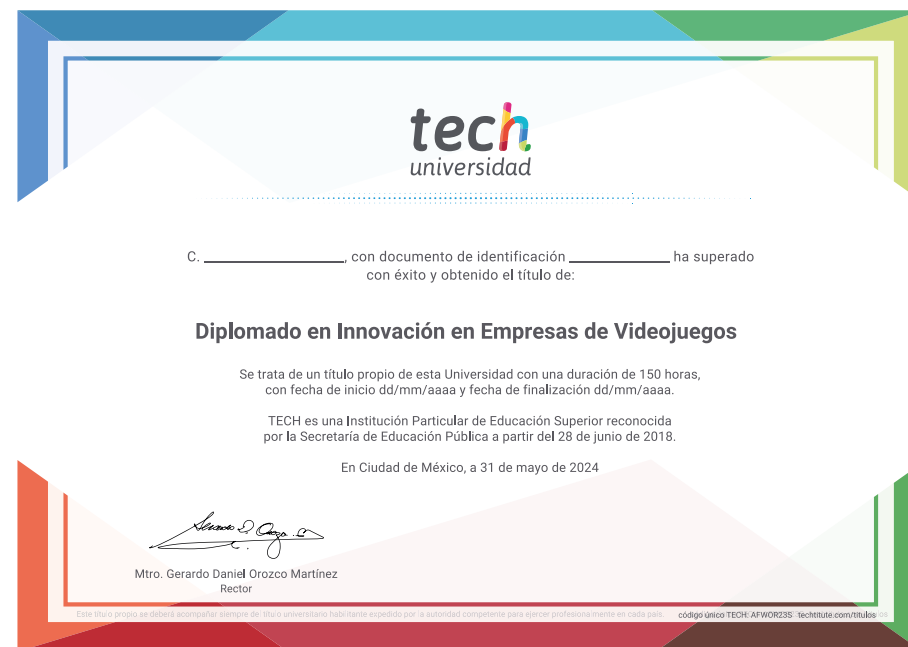 tech
universidad
C. ____________, con documento de identificación ____________ ha superado
con éxito y obtenido el título de:
Diplomado en Innovación en Empresas de Videojuegos
Se trata de un título propio de esta Universidad con una duración de 150 horas,
con fecha de inicio dd/mm/aaaa y fecha de finalización dd/mm/aaaa.
TECH es una Institución Particular de Educación Superior reconocida
por la Secretaría de Educación Pública a partir del 28 de junio de 2018.
En Ciudad de México, a 31 de mayo de 2024
Mtro. Gerardo Daniel Orozco Martínez
Rector
Este título propio se deberá acompañar siempre del título universitario habilitante expedido por la autoridad competente para ejercer profesionalmente en cada país. código único TECH: AFWOR23S techtitute.com/titulos